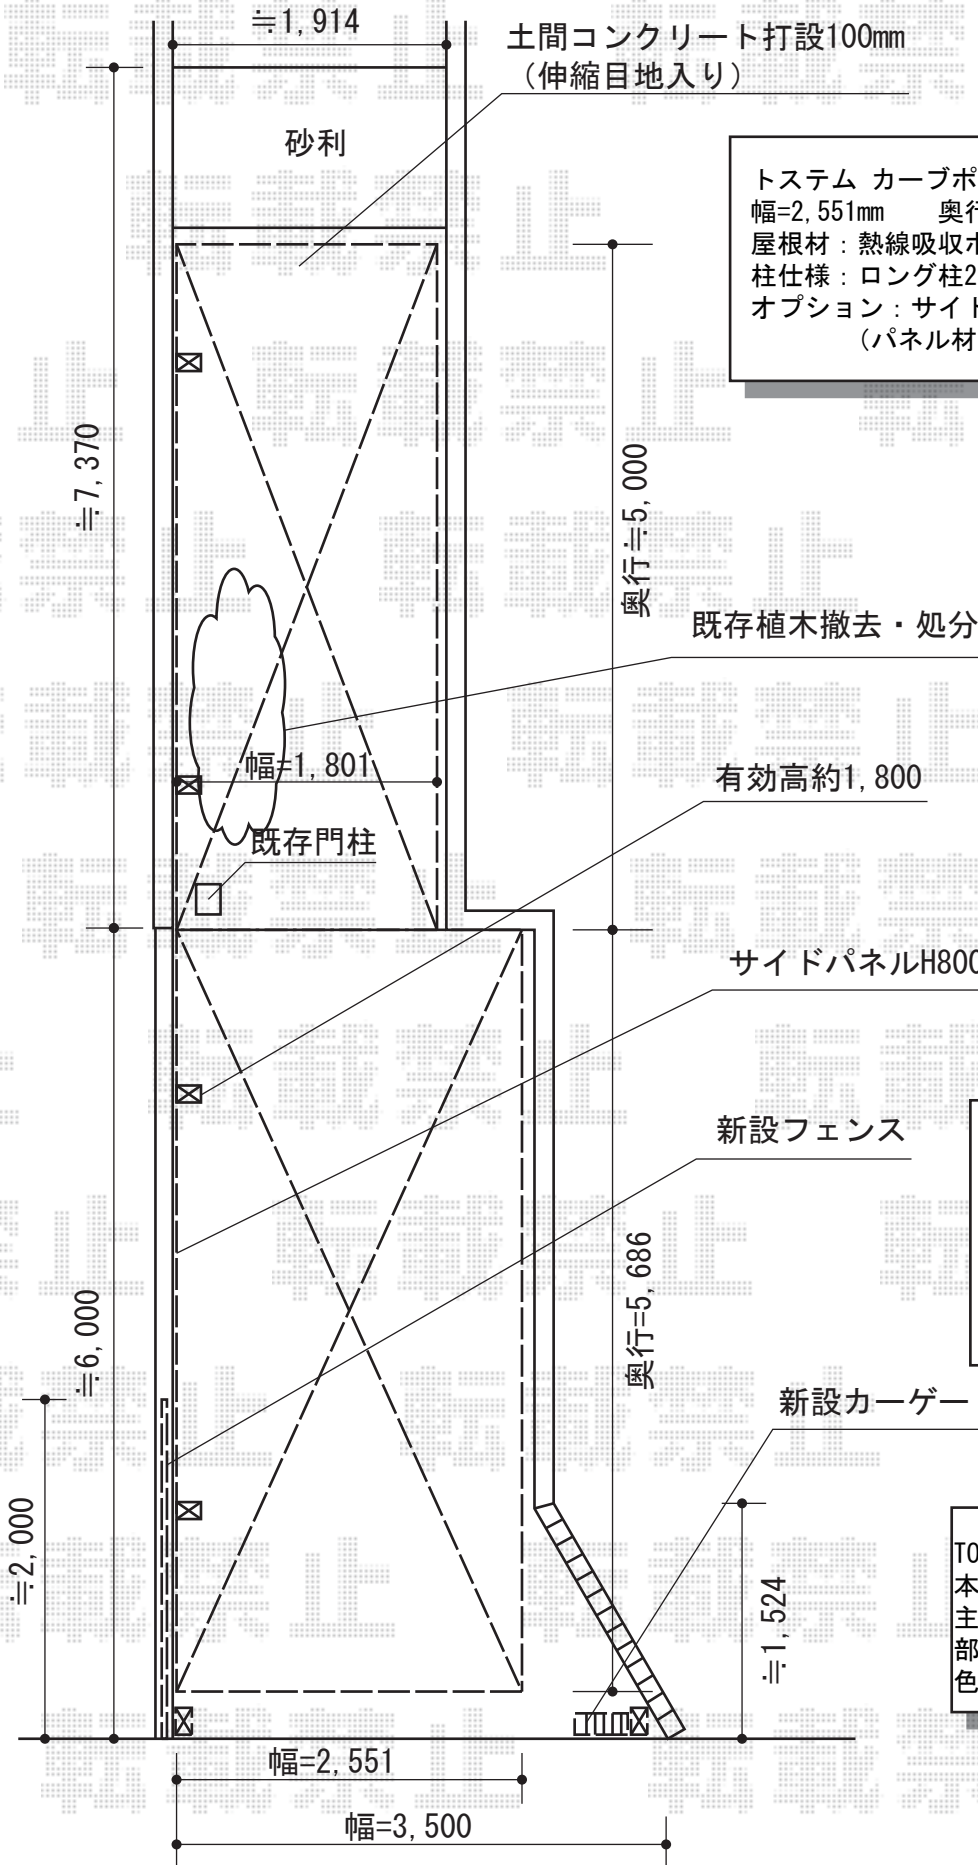 ≒1,914
土間コンクリート打設100mm
（伸縮目地入り）
砂利
トステム カーブポ
幅=2,551mm 奥行
屋根材：熱線吸収ポ
柱仕様：ロング柱2
オプション：サイド
（パネル材
≒7,370
奥行≒5,000
既存植木撤去・処分
幅=1,801
有効高約1,800
既存門柱
サイドパネルH800
新設フェンス
≒6,000
奥行=5,686
新設カーゲー
≒2,000
≒1,524
TO
本
主
部
色
幅=2,551
幅=3,500
転載禁止